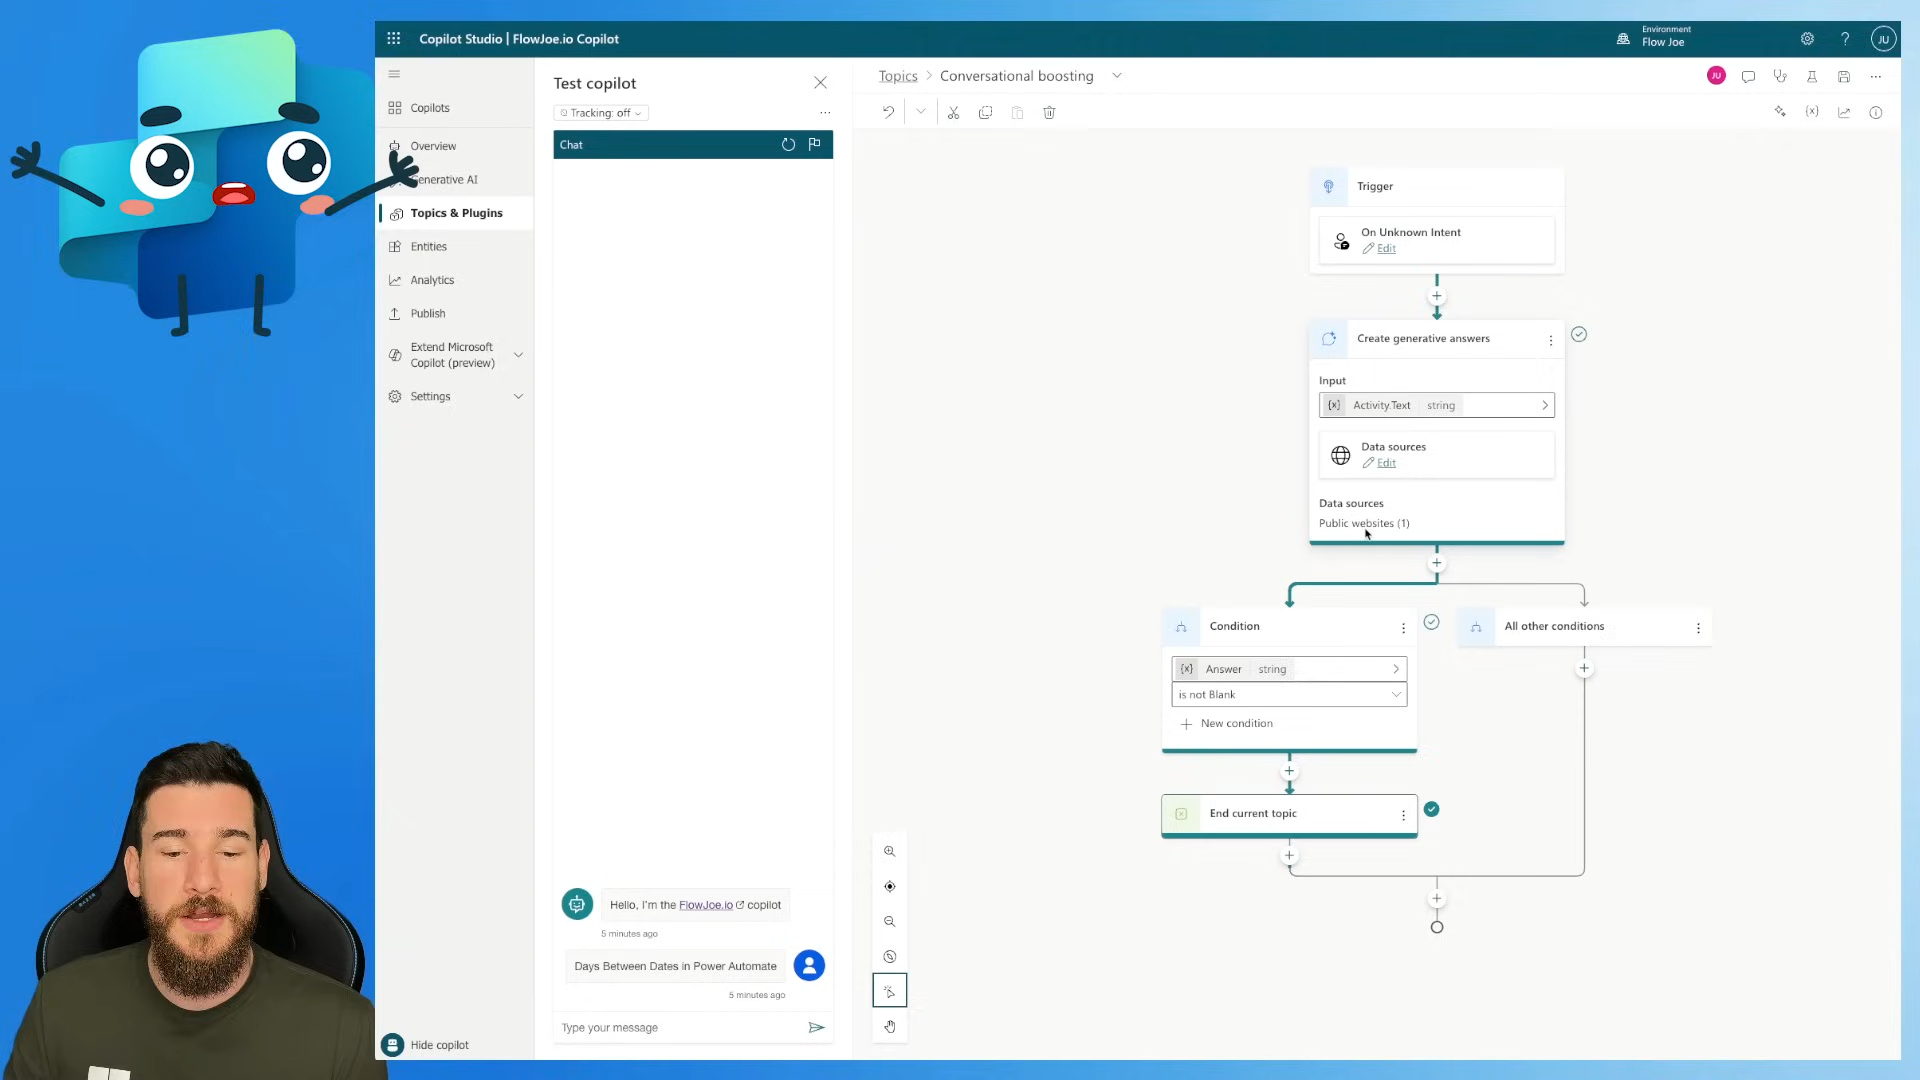 Copilot Studio | FlowJoe.io Copilot
Environment
Flow Joe
JU
Copilots
Overview
Generative AI
Topics & Plugins
Entities
Analytics
Publish
Extend Microsoft
Copilot (preview)
Settings
Hide copilot
Test copilot
Tracking: off
Chat
Hello, I'm the FlowJoe.io copilot
5 minutes ago
Days Between Dates in Power Automate
5 minutes ago
Type your message
Topics > Conversational boosting
JU
Trigger
On Unknown Intent
Edit
Create generative answers
Input
{x} Activity.Text string
Data sources
Edit
Data sources
Public websites (1)
Condition
{x} Answer string
is not Blank
New condition
All other conditions
End current topic